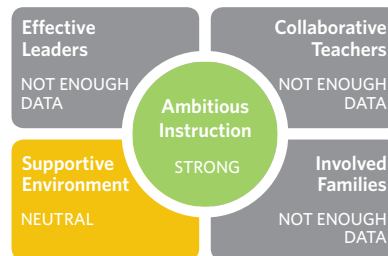 Effective
Leaders
NOT ENOUGH
DATA
Collaborative
Teachers
NOT ENOUGH
DATA
Ambitious
Instruction
STRONG
Supportive
Environment
NEUTRAL
Involved
Families
NOT ENOUGH
DATA